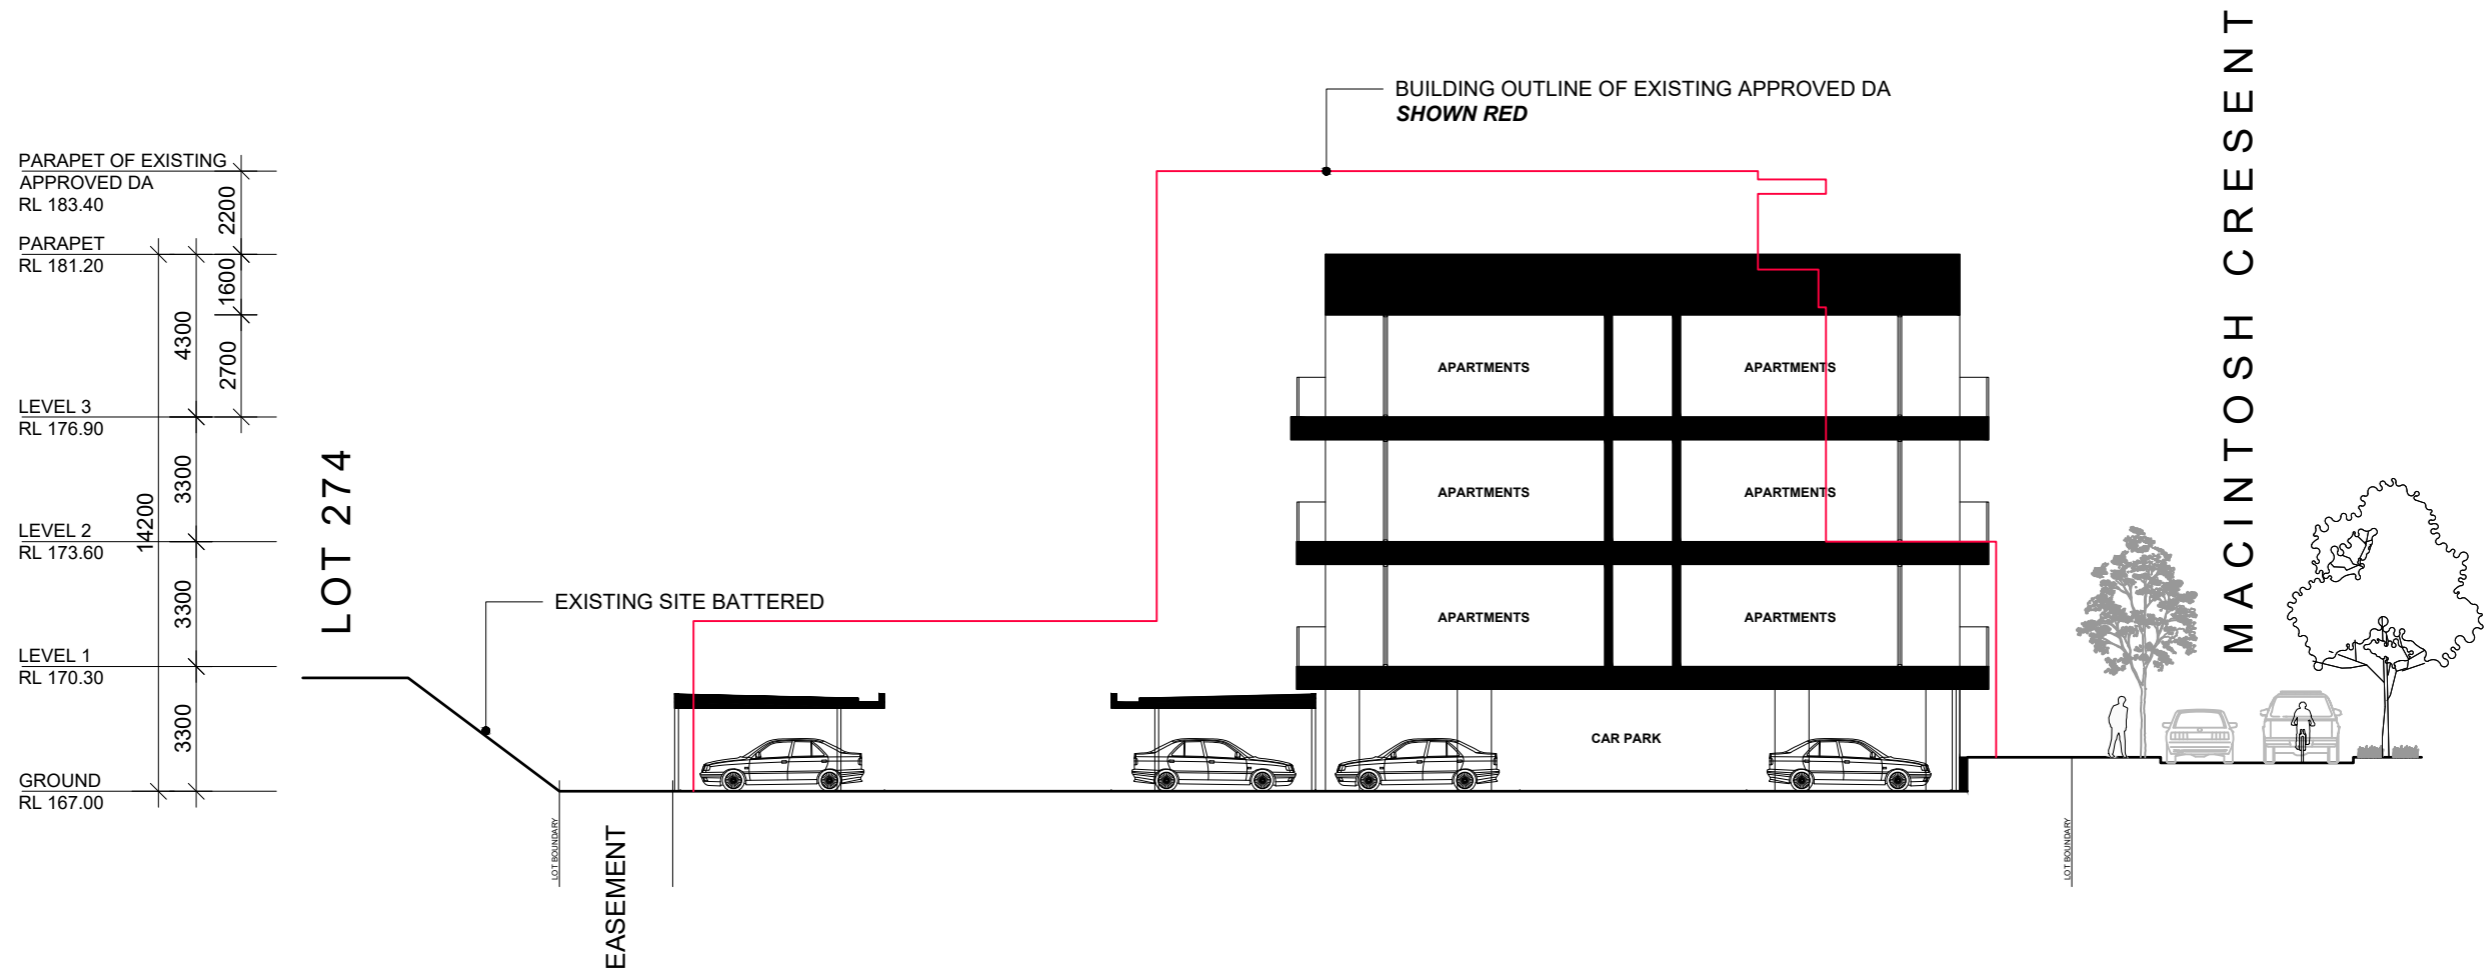 MACINTOSH CRESENT
BUILDING OUTLINE OF EXISTING APPROVED DA
SHOWN RED
PARAPET OF EXISTING
APPROVED DA
RL 183.40
2200
PARAPET
RL 181.20
1600
4300
2700
APARTMENTS
APARTMENTS
LEVEL 3
RL 176.90
LOT 274
3300
14200
APARTMENTS
APARTMENTS
LEVEL 2
RL 173.60
EXISTING SITE BATTERED
3300
APARTMENTS
APARTMENTS
LEVEL 1
RL 170.30
3300
CAR PARK
GROUND
RL 167.00
LOT BOUNDARY
EASEMENT
LOT BOUNDARY